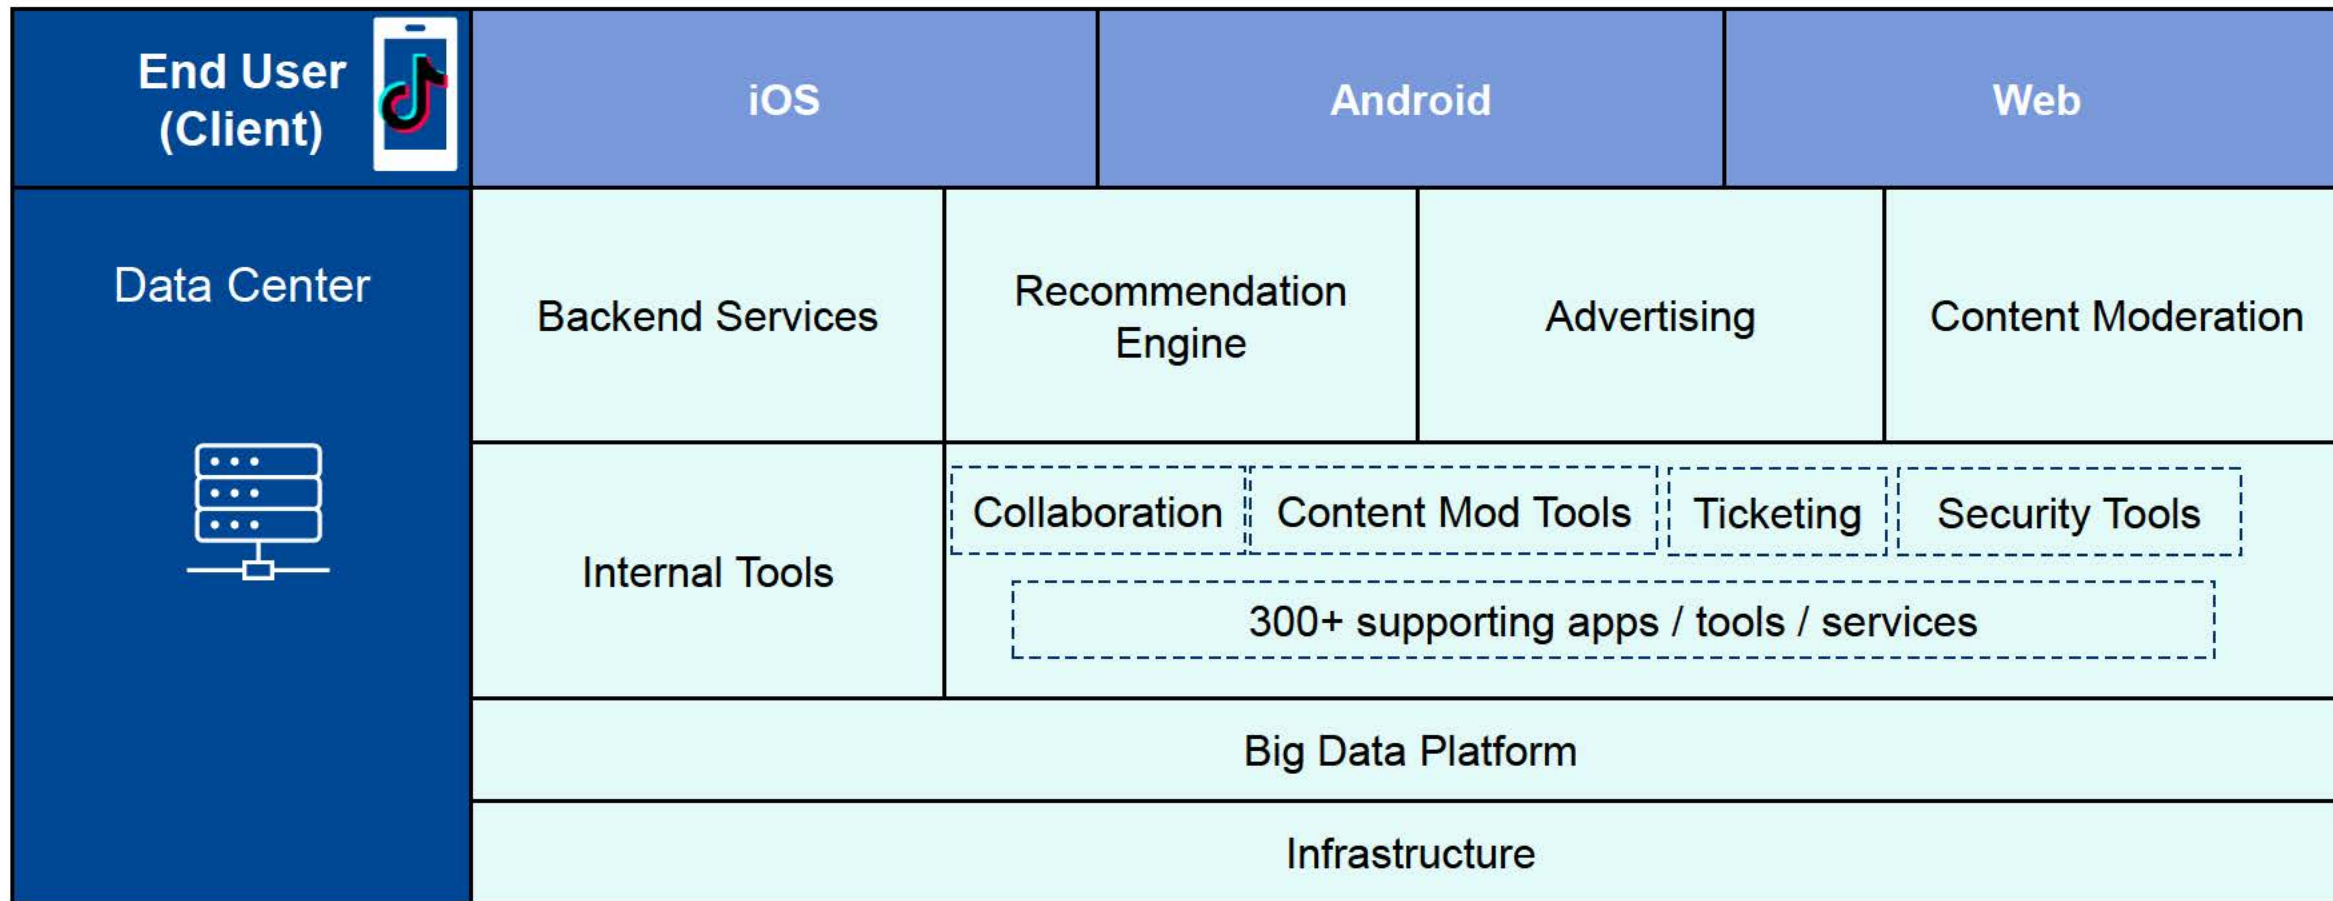 End User
(Client)
iOS
Android
Web
Data Center
Backend Services
Recommendation
Engine
Advertising
Content Moderation
Internal Tools
Collaboration
Content Mod Tools
Ticketing
Security Tools
300+ supporting apps / tools / services
Big Data Platform
Infrastructure